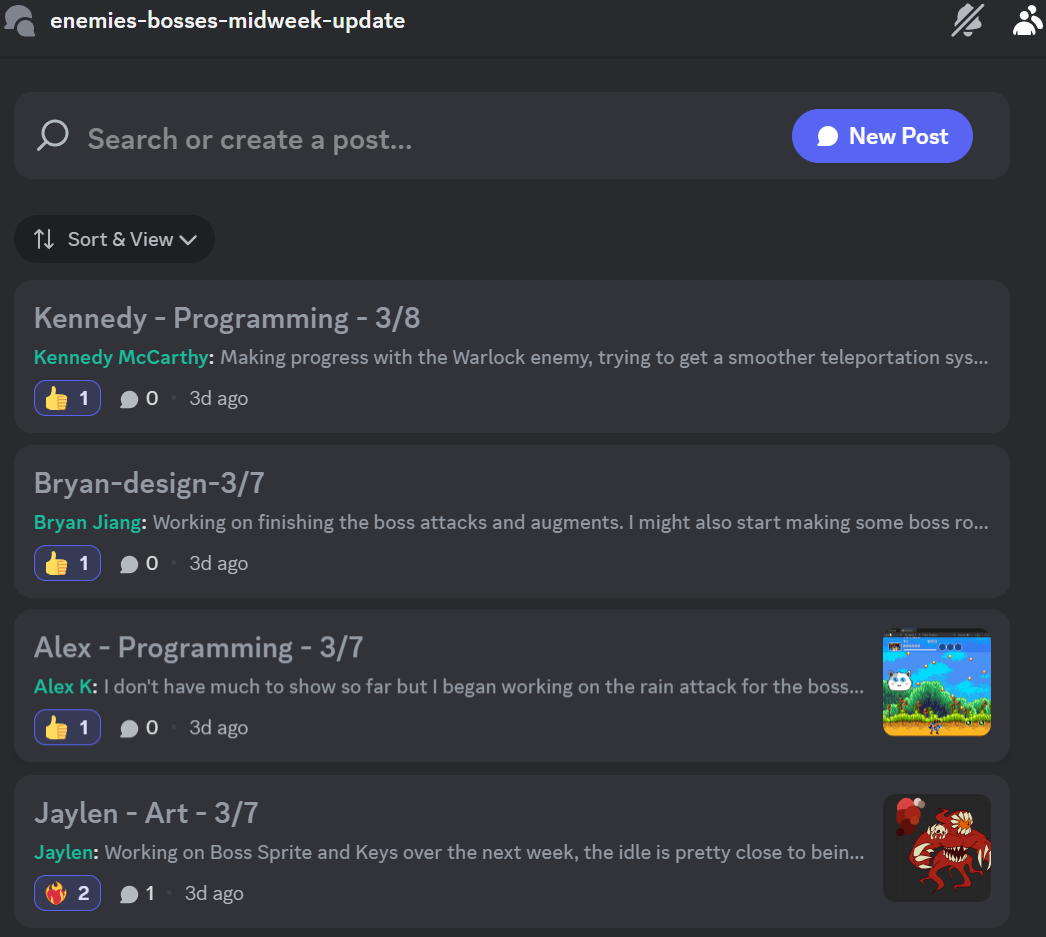 enemies-bosses-midweek-update
Search or create a post...
New Post
Sort & View
Kennedy - Programming - 3/8
Kennedy McCarthy: Making progress with the Warlock enemy, trying to get a smoother teleportation sys...
1 0 • 3d ago
Bryan-design-3/7
Bryan Jiang: Working on finishing the boss attacks and augments. I might also start making some boss ro...
1 0 • 3d ago
Alex - Programming - 3/7
Alex K: I don't have much to show so far but I began working on the rain attack for the boss...
1 0 • 3d ago
Jaylen - Art - 3/7
Jaylen: Working on Boss Sprite and Keys over the next week, the idle is pretty close to bein...
2 1 • 3d ago